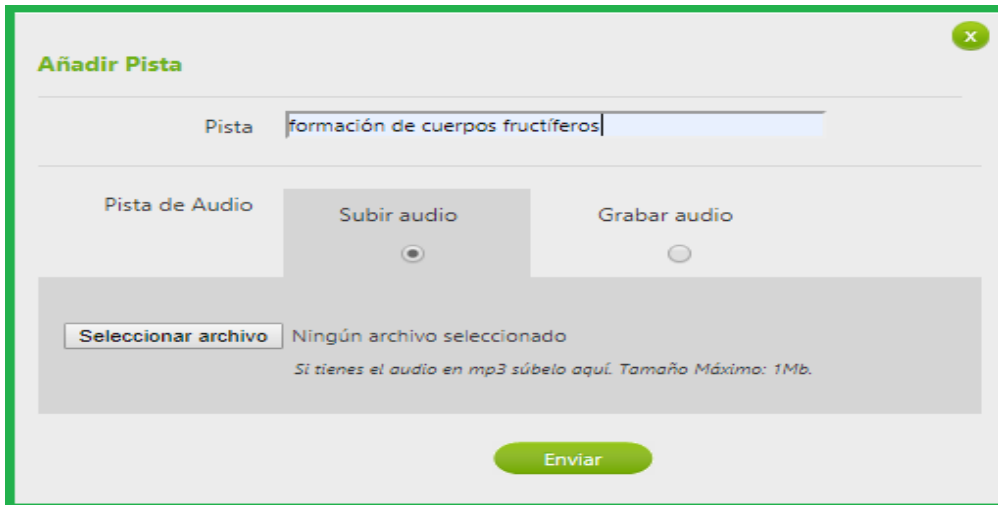 x
Añadir Pista
Pista formación de cuerpos fructíferos
Pista de Audio Subir audio Grabar audio
Seleccionar archivo Ningún archivo seleccionado
Si tienes el audio en mp3 súbelo aquí. Tamaño Máximo: 1Mb.
Enviar